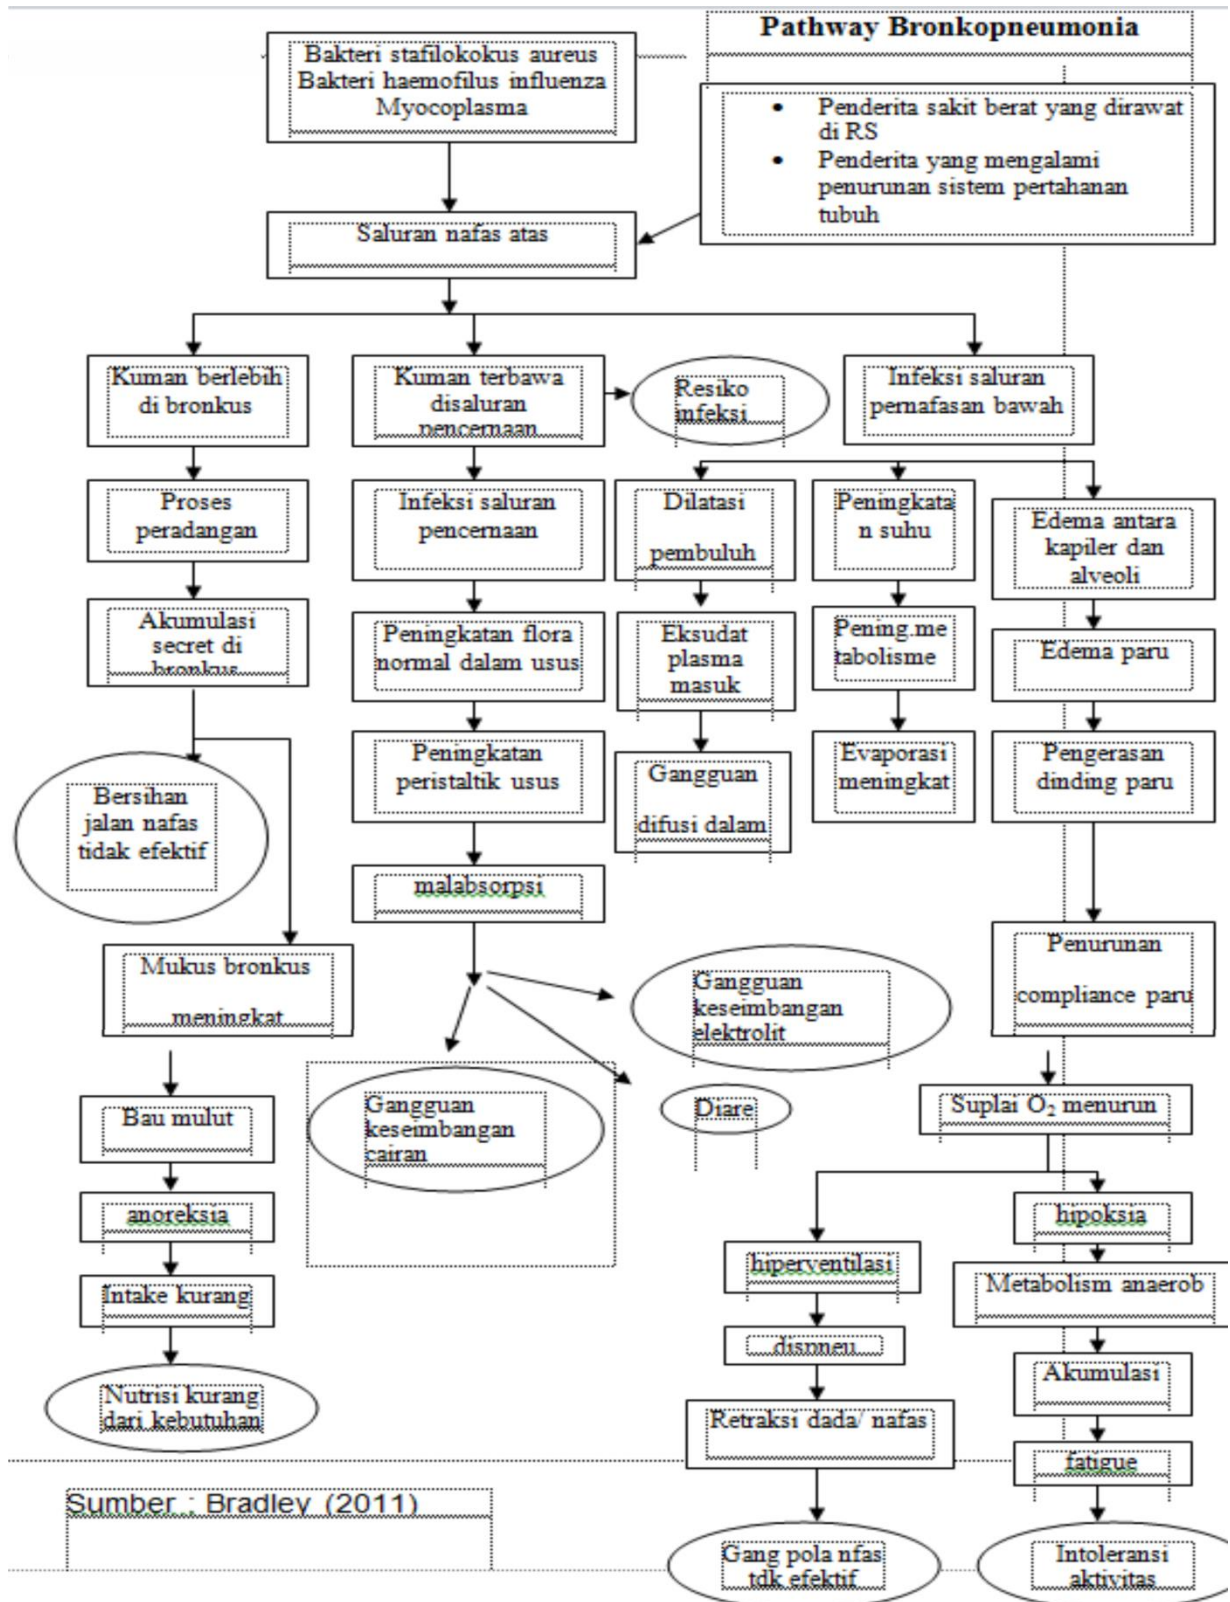 Pathway Bronkopneumonia
Bakteri stafilokokus aureus
Bakteri haemofilus influenza
Myocoplasma
• Penderita sakit berat yang dirawat
di RS
• Penderita yang mengalami
penurunan sistem pertahanan
tubuh
Saluran nafas atas
Kuman berlebih
di bronkus
Kuman terbawa
disaluran
pencernaan
Resiko
infeksi
Infeksi saluran
pernafasan bawah
Proses
peradangan
Infeksi saluran
pencernaan
Dilatasi
pembuluh
Peningkata
n suhu
Edema antara
kapiler dan
alveoli
Akumulasi
secret di
bronkus
Peningkatan flora
normal dalam usus
Eksudat
plasma
masuk
Pening.me
tabolisme
Edema paru
Peningkatan
peristaltik usus
Gangguan
difusi dalam
Evaporasi
meningkat
Pengerasan
dinding paru
Bersihan
jalan nafas
tidak efektif
malabsorpsi
Mukus bronkus
meningkat
Gangguan
keseimbangan
elektrolit
Penurunan
compliance paru
Bau mulut
Gangguan
keseimbangan
cairan
Diare
Suplai O₂ menurun
anoreksia
hipoksia
hiperventilasi
Intake kurang
Metabolism anaerob
dispneu
Akumulasi
Nutrisi kurang
dari kebutuhan
Retraksi dada/ nafas
fatigue
Sumber : Bradley (2011)
Gang pola nfas
tdk efektif
Intoleransi
aktivitas